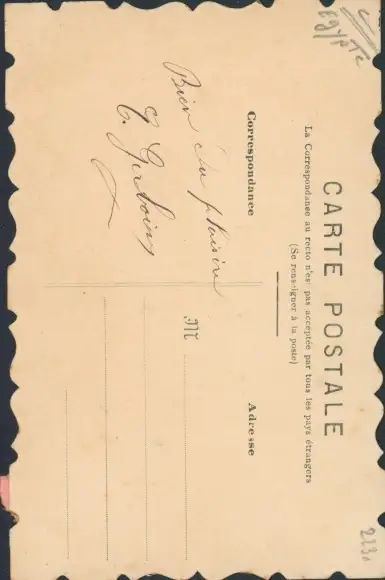 Egypte
CARTE POSTALE
La Correspondance au recto n'est pas acceptée par tous les pays étrangers
(Se renseigner à la poste)
Correspondance
Adresse
Bien du plaisir
M